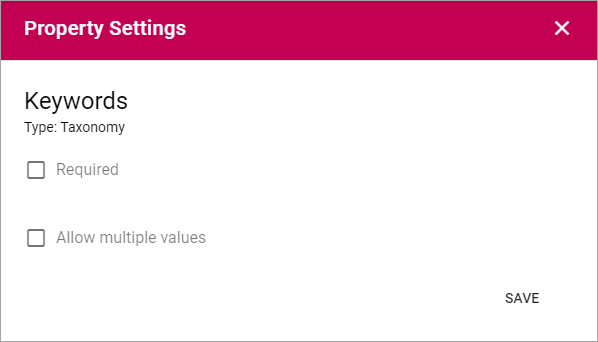 Property Settings
Keywords
Type: Taxonomy
Required
Allow multiple values
SAVE